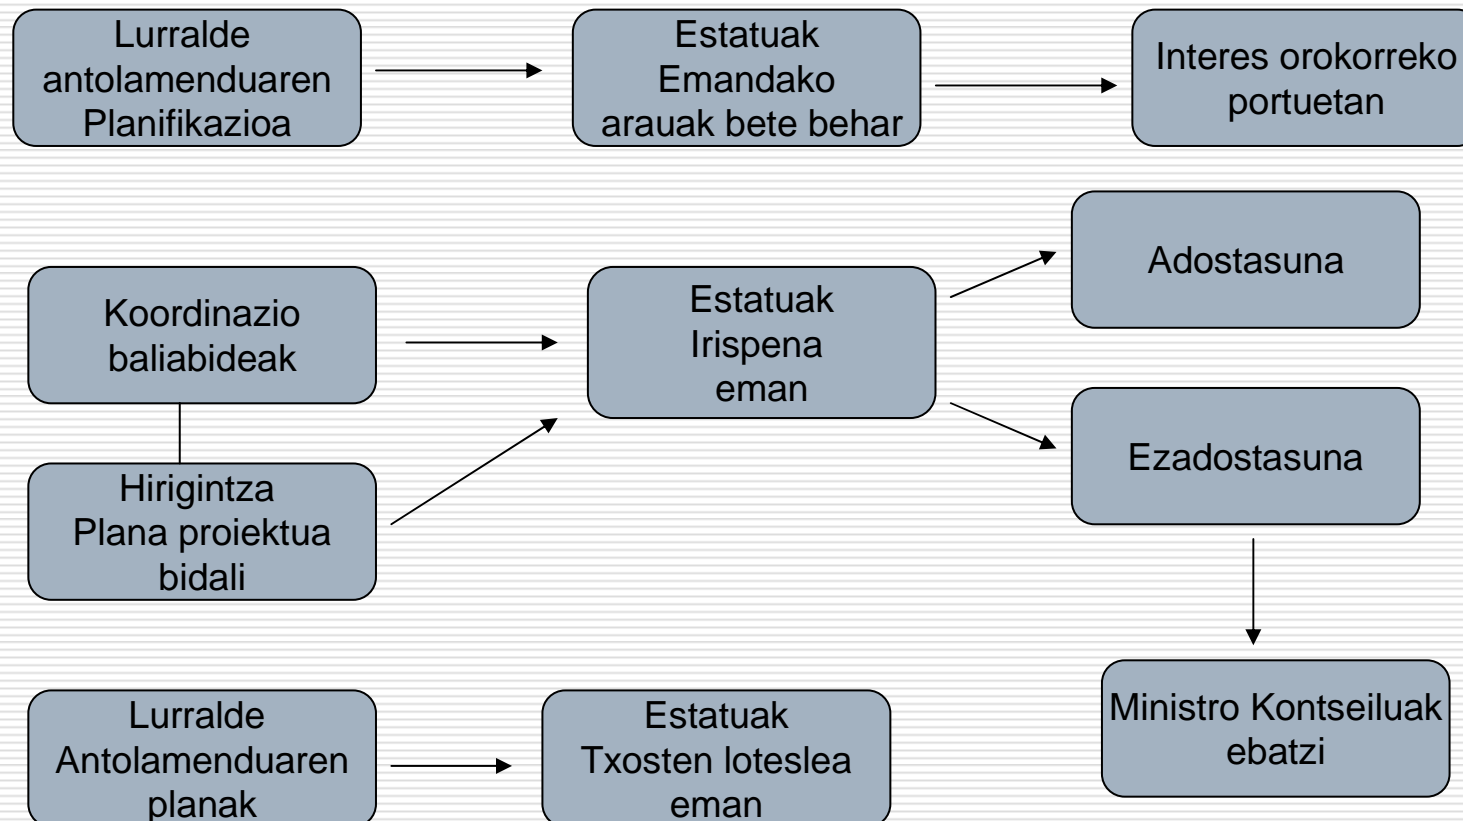 Lurralde
antolamenduaren
Planifikazioa
Estatuak
Emandako
arauak bete behar
Interes orokorreko
portuetan
Koordinazio
baliabideak
Estatuak
Irispena
eman
Adostasuna
Ezadostasuna
Hirigintza
Plana proiektua
bidali
Lurralde
Antolamenduaren
planak
Estatuak
Txosten loteslea
eman
Ministro Kontseiluak
ebatzi